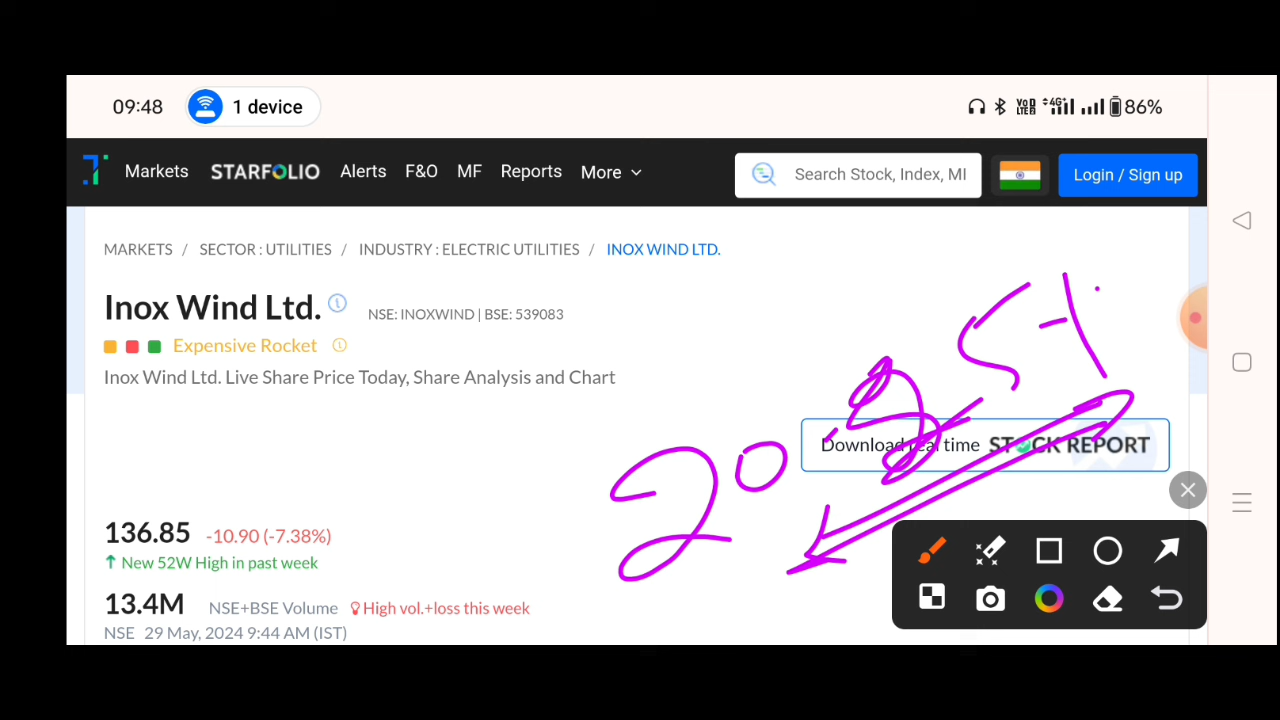 09:48 1 device VoD LTE2 4G+ 86%
Markets STARFOLIO Alerts F&O MF Reports More Search Stock, Index, MI Login / Sign up
MARKETS / SECTOR : UTILITIES / INDUSTRY : ELECTRIC UTILITIES / INOX WIND LTD.
Inox Wind Ltd. NSE: INOXWIND | BSE: 539083
Expensive Rocket
Inox Wind Ltd. Live Share Price Today, Share Analysis and Chart
Download real time STOCK REPORT
20
136.85 -10.90 (-7.38%)
New 52W High in past week
13.4M NSE+BSE Volume High vol.+loss this week
NSE 29 May, 2024 9:44 AM (IST)